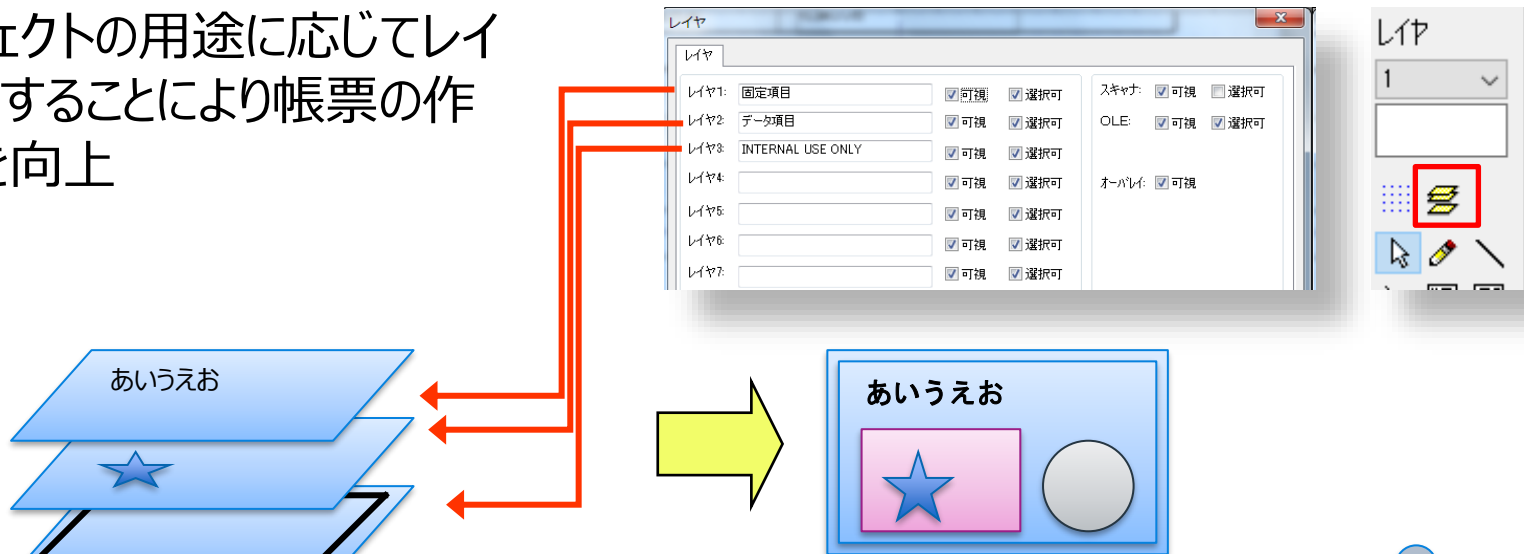 ェクトの用途に応じてレイ
することにより帳票の作
を向上
レイヤ
レイヤ
レイヤ1: 固定項目 可視 選択可 スキャナ: 可視 選択可
レイヤ2: データ項目 可視 選択可 OLE: 可視 選択可
レイヤ3: INTERNAL USE ONLY 可視 選択可
レイヤ4: 可視 選択可 オーバレイ: 可視
レイヤ5: 可視 選択可
レイヤ6: 可視 選択可
レイヤ7: 可視 選択可
レイヤ
1
あいうえお
あいうえお